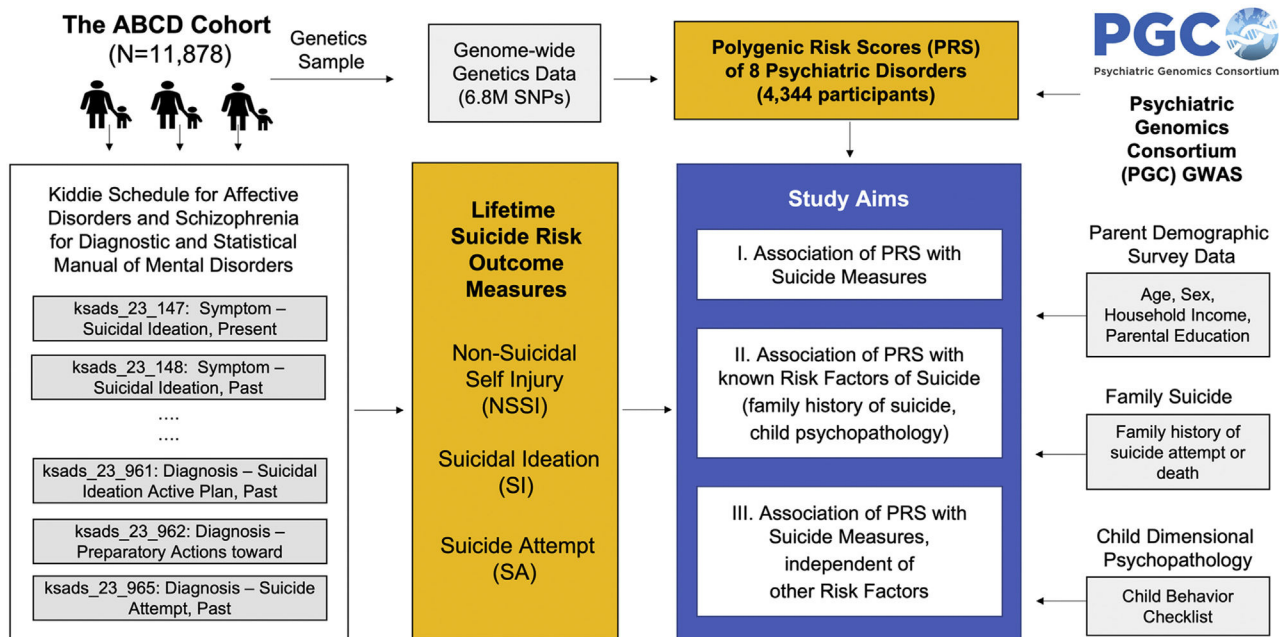 The ABCD Cohort
(N=11,878)
Genetics
Sample
Genome-wide
Genetics Data
(6.8M SNPs)
Polygenic Risk Scores (PRS)
of 8 Psychiatric Disorders
(4,344 participants)
PGC
Psychiatric Genomics Consortium
Psychiatric
Genomics
Consortium
(PGC) GWAS
Kiddie Schedule for Affective
Disorders and Schizophrenia
for Diagnostic and Statistical
Manual of Mental Disorders
ksads_23_147: Symptom –
Suicidal Ideation, Present
ksads_23_148: Symptom –
Suicidal Ideation, Past
....
....
ksads_23_961: Diagnosis – Suicidal
Ideation Active Plan, Past
ksads_23_962: Diagnosis –
Preparatory Actions toward
ksads_23_965: Diagnosis – Suicide
Attempt, Past
Lifetime
Suicide Risk
Outcome
Measures
Non-Suicidal
Self Injury
(NSSI)
Suicidal Ideation
(SI)
Suicide Attempt
(SA)
Study Aims
I. Association of PRS with
Suicide Measures
II. Association of PRS with
known Risk Factors of Suicide
(family history of suicide,
child psychopathology)
III. Association of PRS with
Suicide Measures,
independent of
other Risk Factors
Parent Demographic
Survey Data
Age, Sex,
Household Income,
Parental Education
Family Suicide
Family history of
suicide attempt or
death
Child Dimensional
Psychopathology
Child Behavior
Checklist